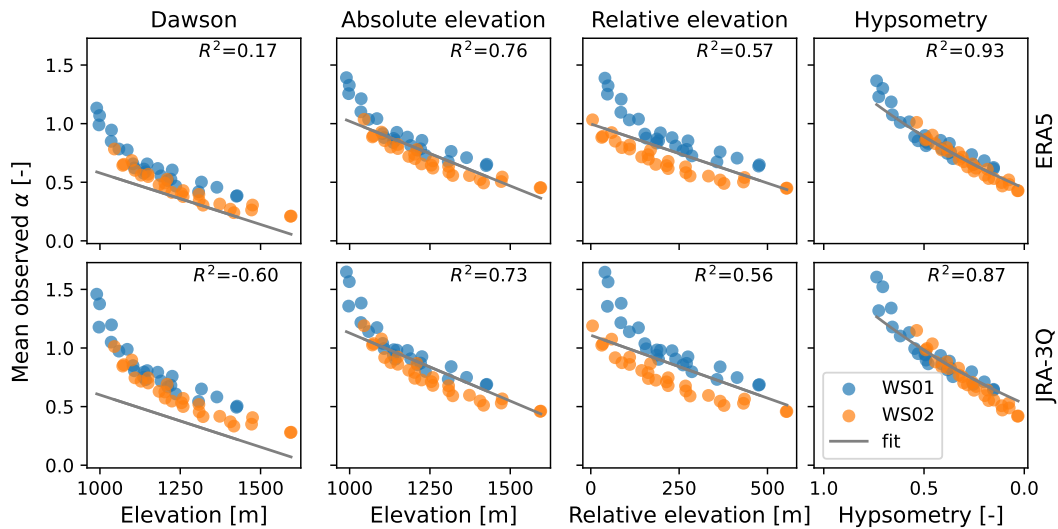 Dawson Absolute elevation Relative elevation Hypsometry
R²=0.17 R²=0.76 R²=0.57 R²=0.93
1.5
1.0
0.5
0.0
ERA5
R²=-0.60 R²=0.73 R²=0.56 R²=0.87
1.5
1.0
0.5
0.0
JRA-3Q
Mean observed α [-]
WS01
WS02
fit
1000 1250 1500 1000 1250 1500 0 250 500 1.0 0.5 0.0
Elevation [m] Elevation [m] Relative elevation [m] Hypsometry [-]